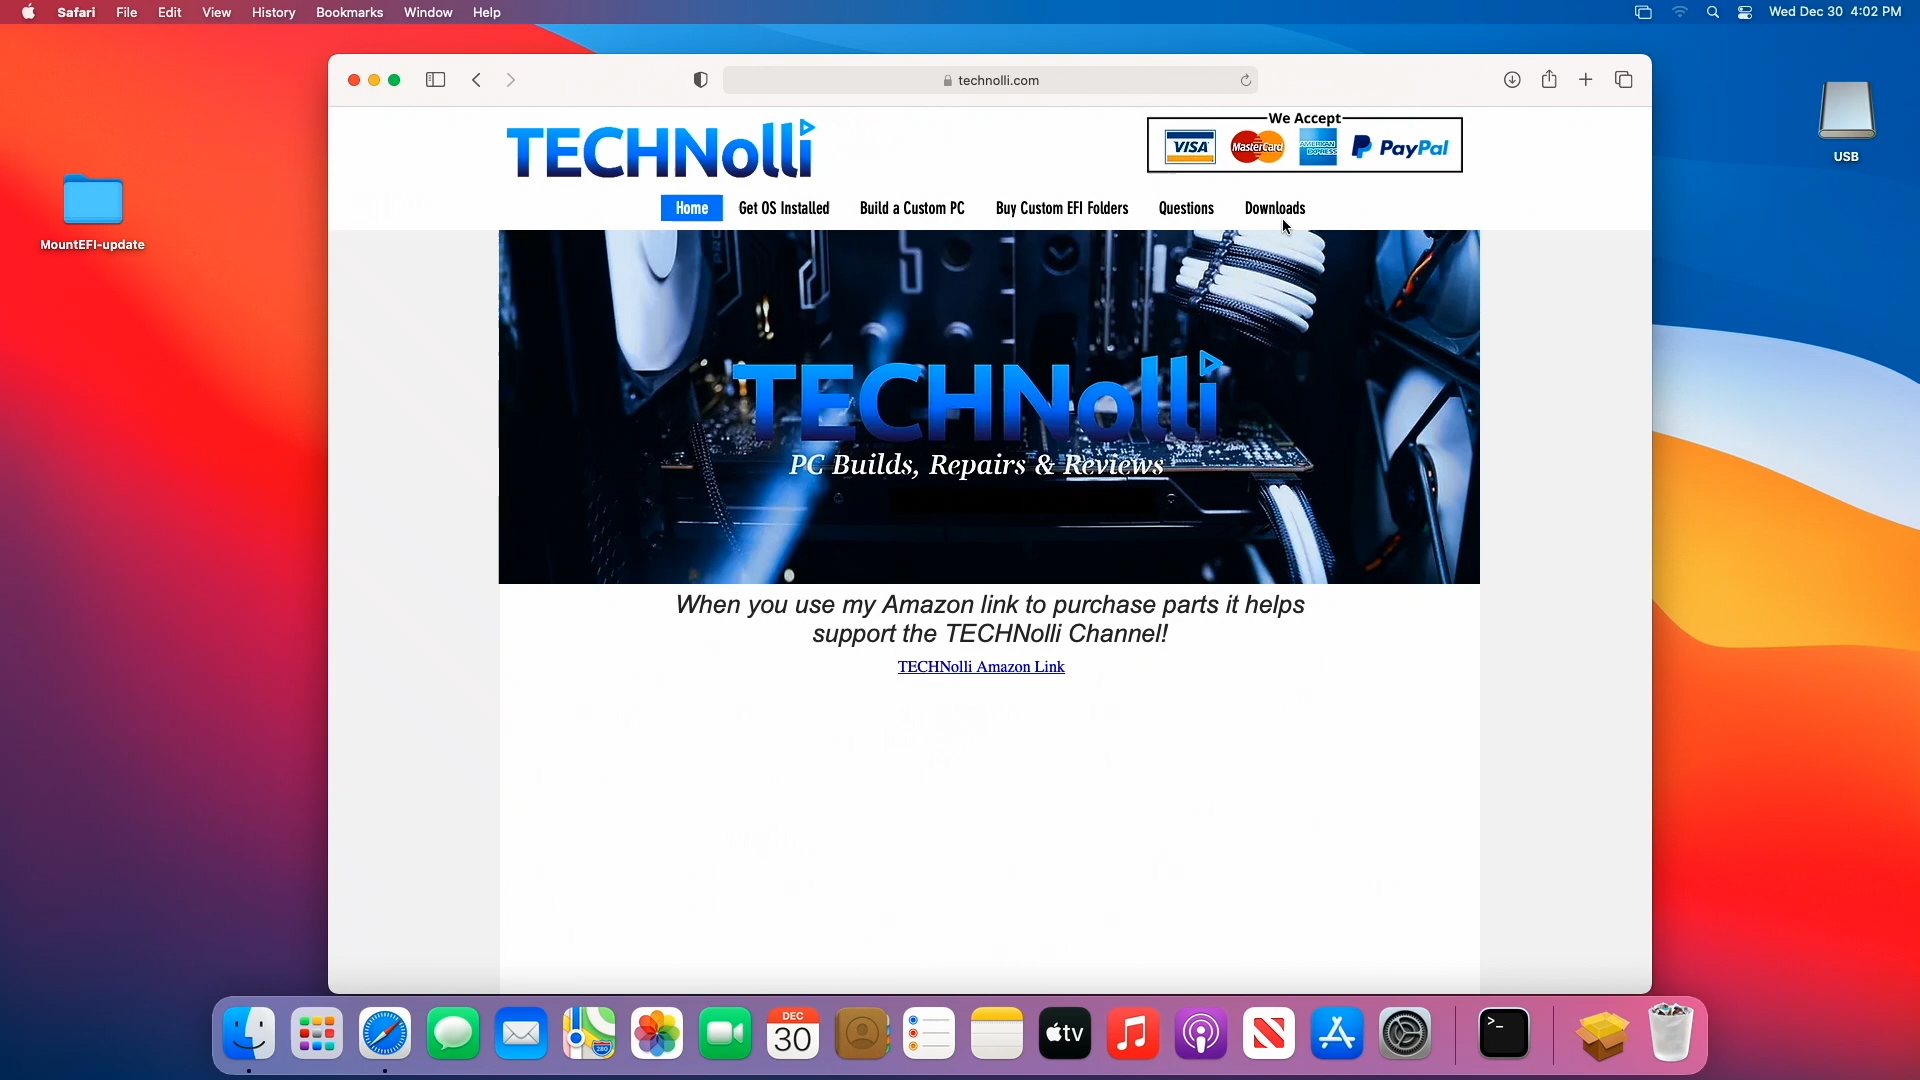 Safari File Edit View History Bookmarks Window Help
Wed Dec 30 4:02 PM
technolli.com
USB
MountEFI-update
TECHNolli
We Accept
VISA MasterCard AMERICAN EXPRESS PayPal
Home Get OS Installed Build a Custom PC Buy Custom EFI Folders Questions Downloads
TECHNolli
PC Builds, Repairs & Reviews
When you use my Amazon link to purchase parts it helps
support the TECHNolli Channel!
TECHNolli Amazon Link
DEC
30
280
tv
>_